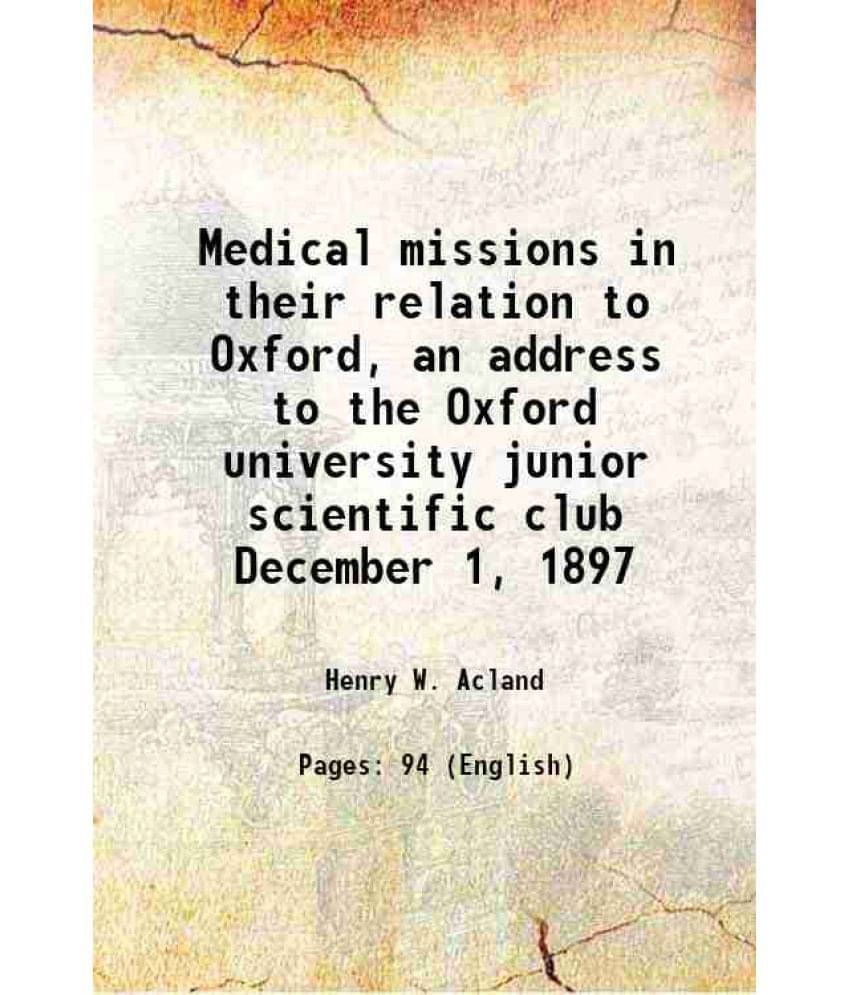 Medical missions in
their relation to
Oxford, an address
to the Oxford
university junior
scientific club
December 1, 1897
Henry W. Acland
Pages: 94 (English)